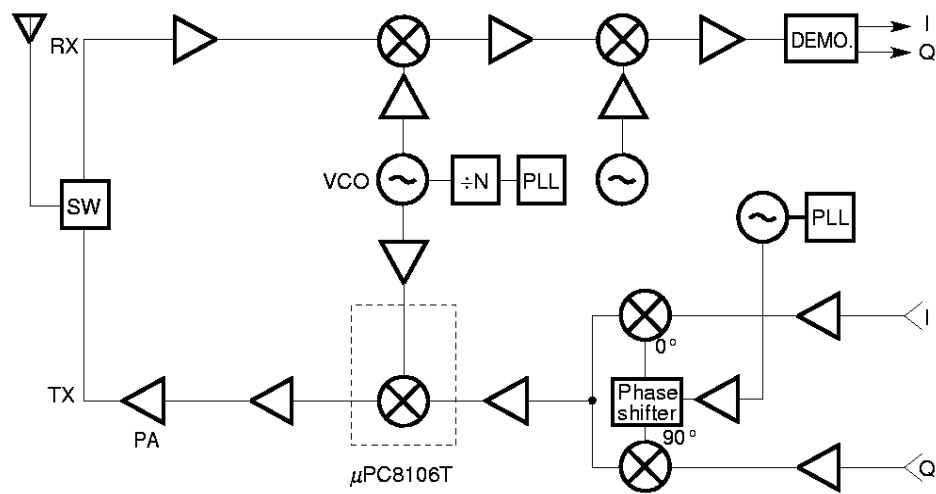 RX
DEMO.
I
Q
VCO
÷N
PLL
SW
PLL
I
0°
TX
Phase
shifter
PA
90°
Q
μPC8106T